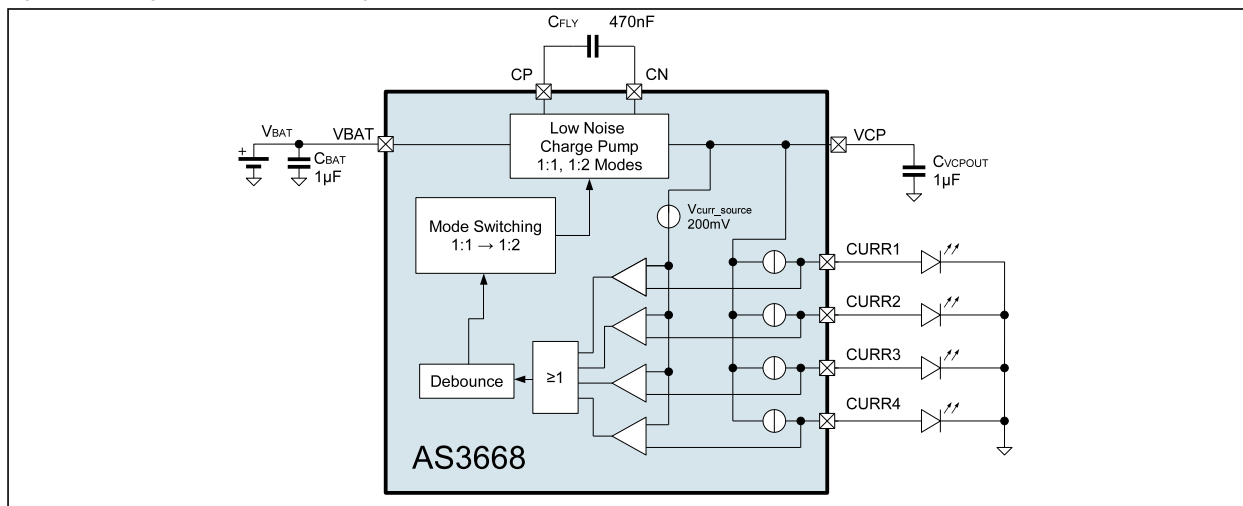 CFLY 470nF
CP CN
VBAT VBAT
+
CBAT
1µF
Low Noise
Charge Pump
1:1, 1:2 Modes
VCP
CVCPOUT
1µF
Vcurr_source
200mV
Mode Switching
1:1 → 1:2
CURR1
CURR2
CURR3
CURR4
Debounce
≥1
AS3668